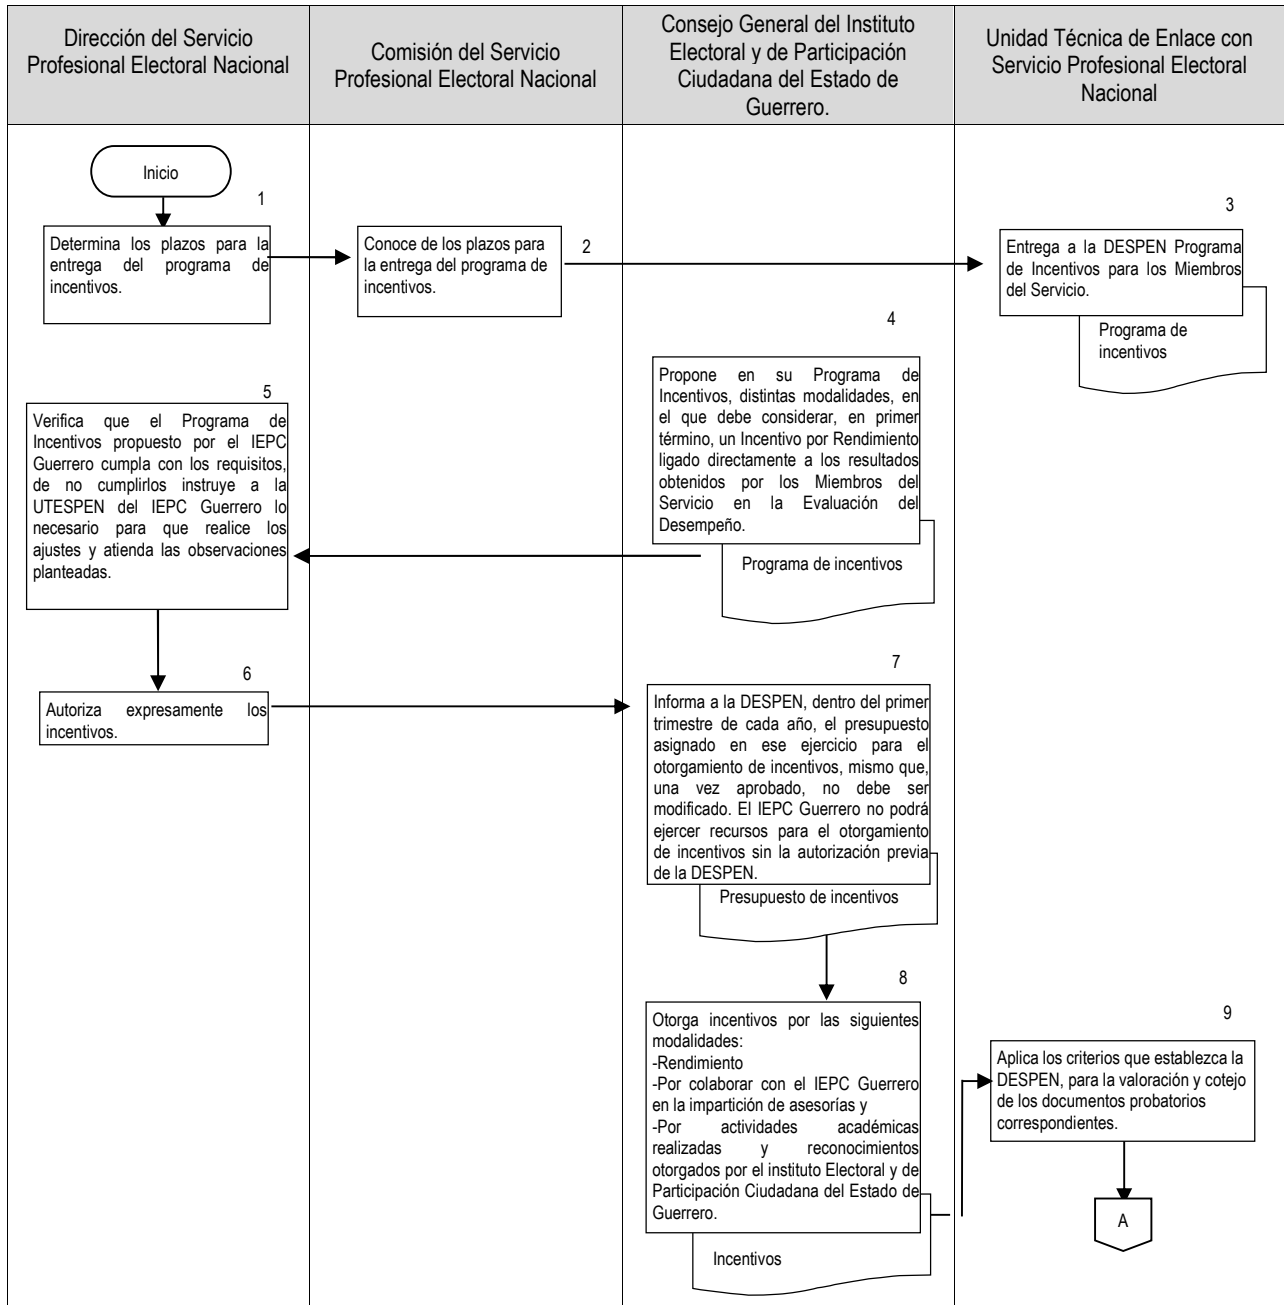 Dirección del Servicio
Profesional Electoral Nacional
Comisión del Servicio
Profesional Electoral Nacional
Consejo General del Instituto
Electoral y de Participación
Ciudadana del Estado de
Guerrero.
Unidad Técnica de Enlace con
Servicio Profesional Electoral
Nacional
Inicio
1
Determina los plazos para la
entrega del programa de
incentivos.
Conoce de los plazos para
la entrega del programa de
incentivos.
2
3
Entrega a la DESPEN Programa
de Incentivos para los Miembros
del Servicio.
Programa de
incentivos
4
Propone en su Programa de
Incentivos, distintas modalidades, en
el que debe considerar, en primer
término, un Incentivo por Rendimiento
ligado directamente a los resultados
obtenidos por los Miembros del
Servicio en la Evaluación del
Desempeño.
Programa de incentivos
5
Verifica que el Programa de
Incentivos propuesto por el IEPC
Guerrero cumpla con los requisitos,
de no cumplirlos instruye a la
UTESPEN del IEPC Guerrero lo
necesario para que realice los
ajustes y atienda las observaciones
planteadas.
6
Autoriza expresamente los
incentivos.
7
Informa a la DESPEN, dentro del primer
trimestre de cada año, el presupuesto
asignado en ese ejercicio para el
otorgamiento de incentivos, mismo que,
una vez aprobado, no debe ser
modificado. El IEPC Guerrero no podrá
ejercer recursos para el otorgamiento
de incentivos sin la autorización previa
de la DESPEN.
Presupuesto de incentivos
8
Otorga incentivos por las siguientes
modalidades:
-Rendimiento
-Por colaborar con el IEPC Guerrero
en la impartición de asesorías y
-Por actividades académicas
realizadas y reconocimientos
otorgados por el instituto Electoral y de
Participación Ciudadana del Estado de
Guerrero.
Incentivos
9
Aplica los criterios que establezca la
DESPEN, para la valoración y cotejo
de los documentos probatorios
correspondientes.
A